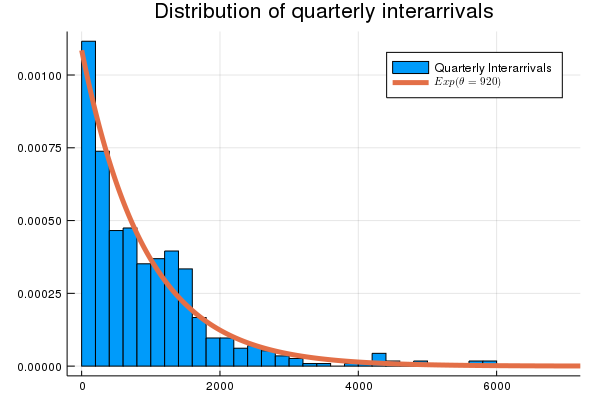 Distribution of quarterly interarrivals
Quarterly Interarrivals
Exp(θ = 920)
0.00100
0.00075
0.00050
0.00025
0.00000
0 2000 4000 6000